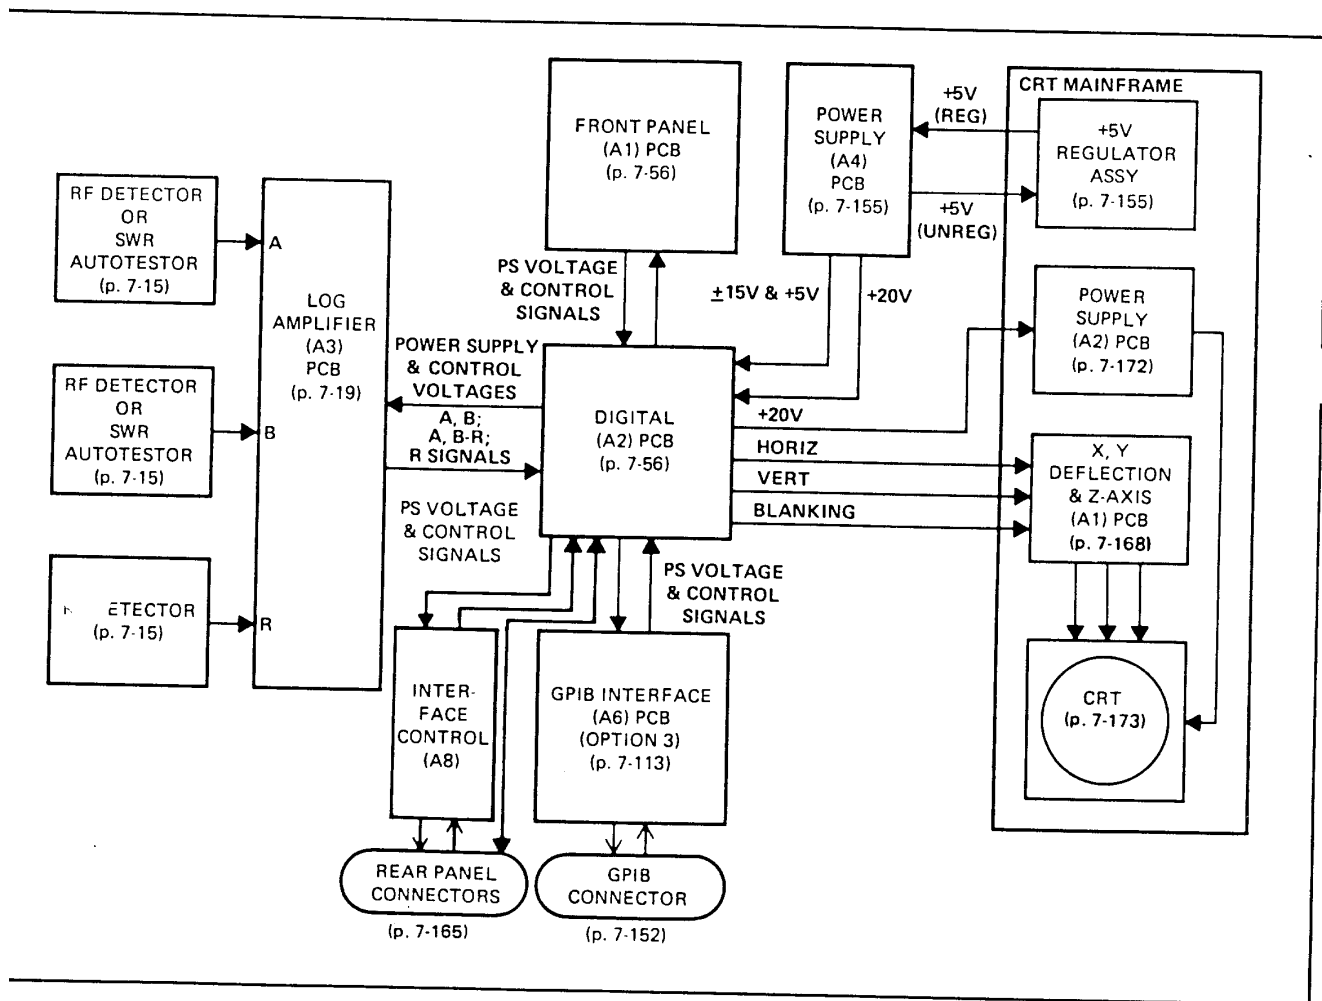 FRONT PANEL
(A1) PCB
(p. 7-56)
POWER
SUPPLY
(A4)
PCB
(p. 7-155)
+5V
(REG)
+5V
(UNREG)
CRT MAINFRAME
+5V
REGULATOR
ASSY
(p. 7-155)
RF DETECTOR
OR
SWR
AUTOTESTOR
(p. 7-15)
A
LOG
AMPLIFIER
(A3)
PCB
(p. 7-19)
PS VOLTAGE
& CONTROL
SIGNALS
±15V & +5V
+20V
POWER
SUPPLY
(A2) PCB
(p. 7-172)
RF DETECTOR
OR
SWR
AUTOTESTOR
(p. 7-15)
B
POWER SUPPLY
& CONTROL
VOLTAGES
A, B;
A, B-R;
R SIGNALS
DIGITAL
(A2) PCB
(p. 7-56)
+20V
HORIZ
VERT
BLANKING
X, Y
DEFLECTION
& Z-AXIS
(A1) PCB
(p. 7-168)
PS VOLTAGE
& CONTROL
SIGNALS
PS VOLTAGE
& CONTROL
SIGNALS
ETECTOR
(p. 7-15)
R
INTER-
FACE
CONTROL
(A8)
GPIB INTERFACE
(A6) PCB
(OPTION 3)
(p. 7-113)
CRT
(p. 7-173)
REAR PANEL
CONNECTORS
(p. 7-165)
GPIB
CONNECTOR
(p. 7-152)